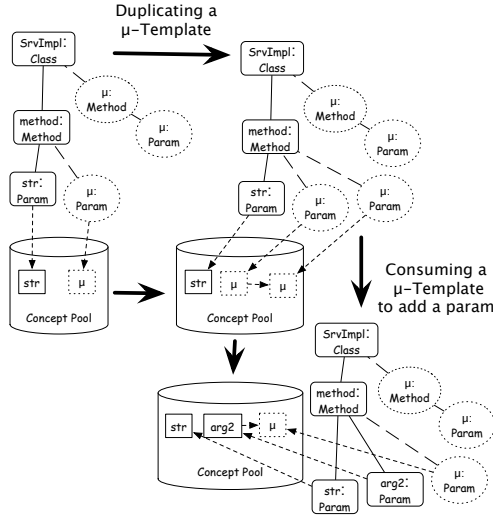 Duplicating a
μ-Template
SrvImpl:
Class
μ:
Method
μ:
Param
method:
Method
str:
Param
μ:
Param
str
μ
Concept Pool
SrvImpl:
Class
μ:
Method
μ:
Param
method:
Method
str:
Param
μ:
Param
μ:
Param
str
μ
μ
Concept Pool
Consuming a
μ-Template
to add a param
SrvImpl:
Class
μ:
Method
μ:
Param
method:
Method
str:
Param
arg2:
Param
μ:
Param
str
arg2
μ
Concept Pool